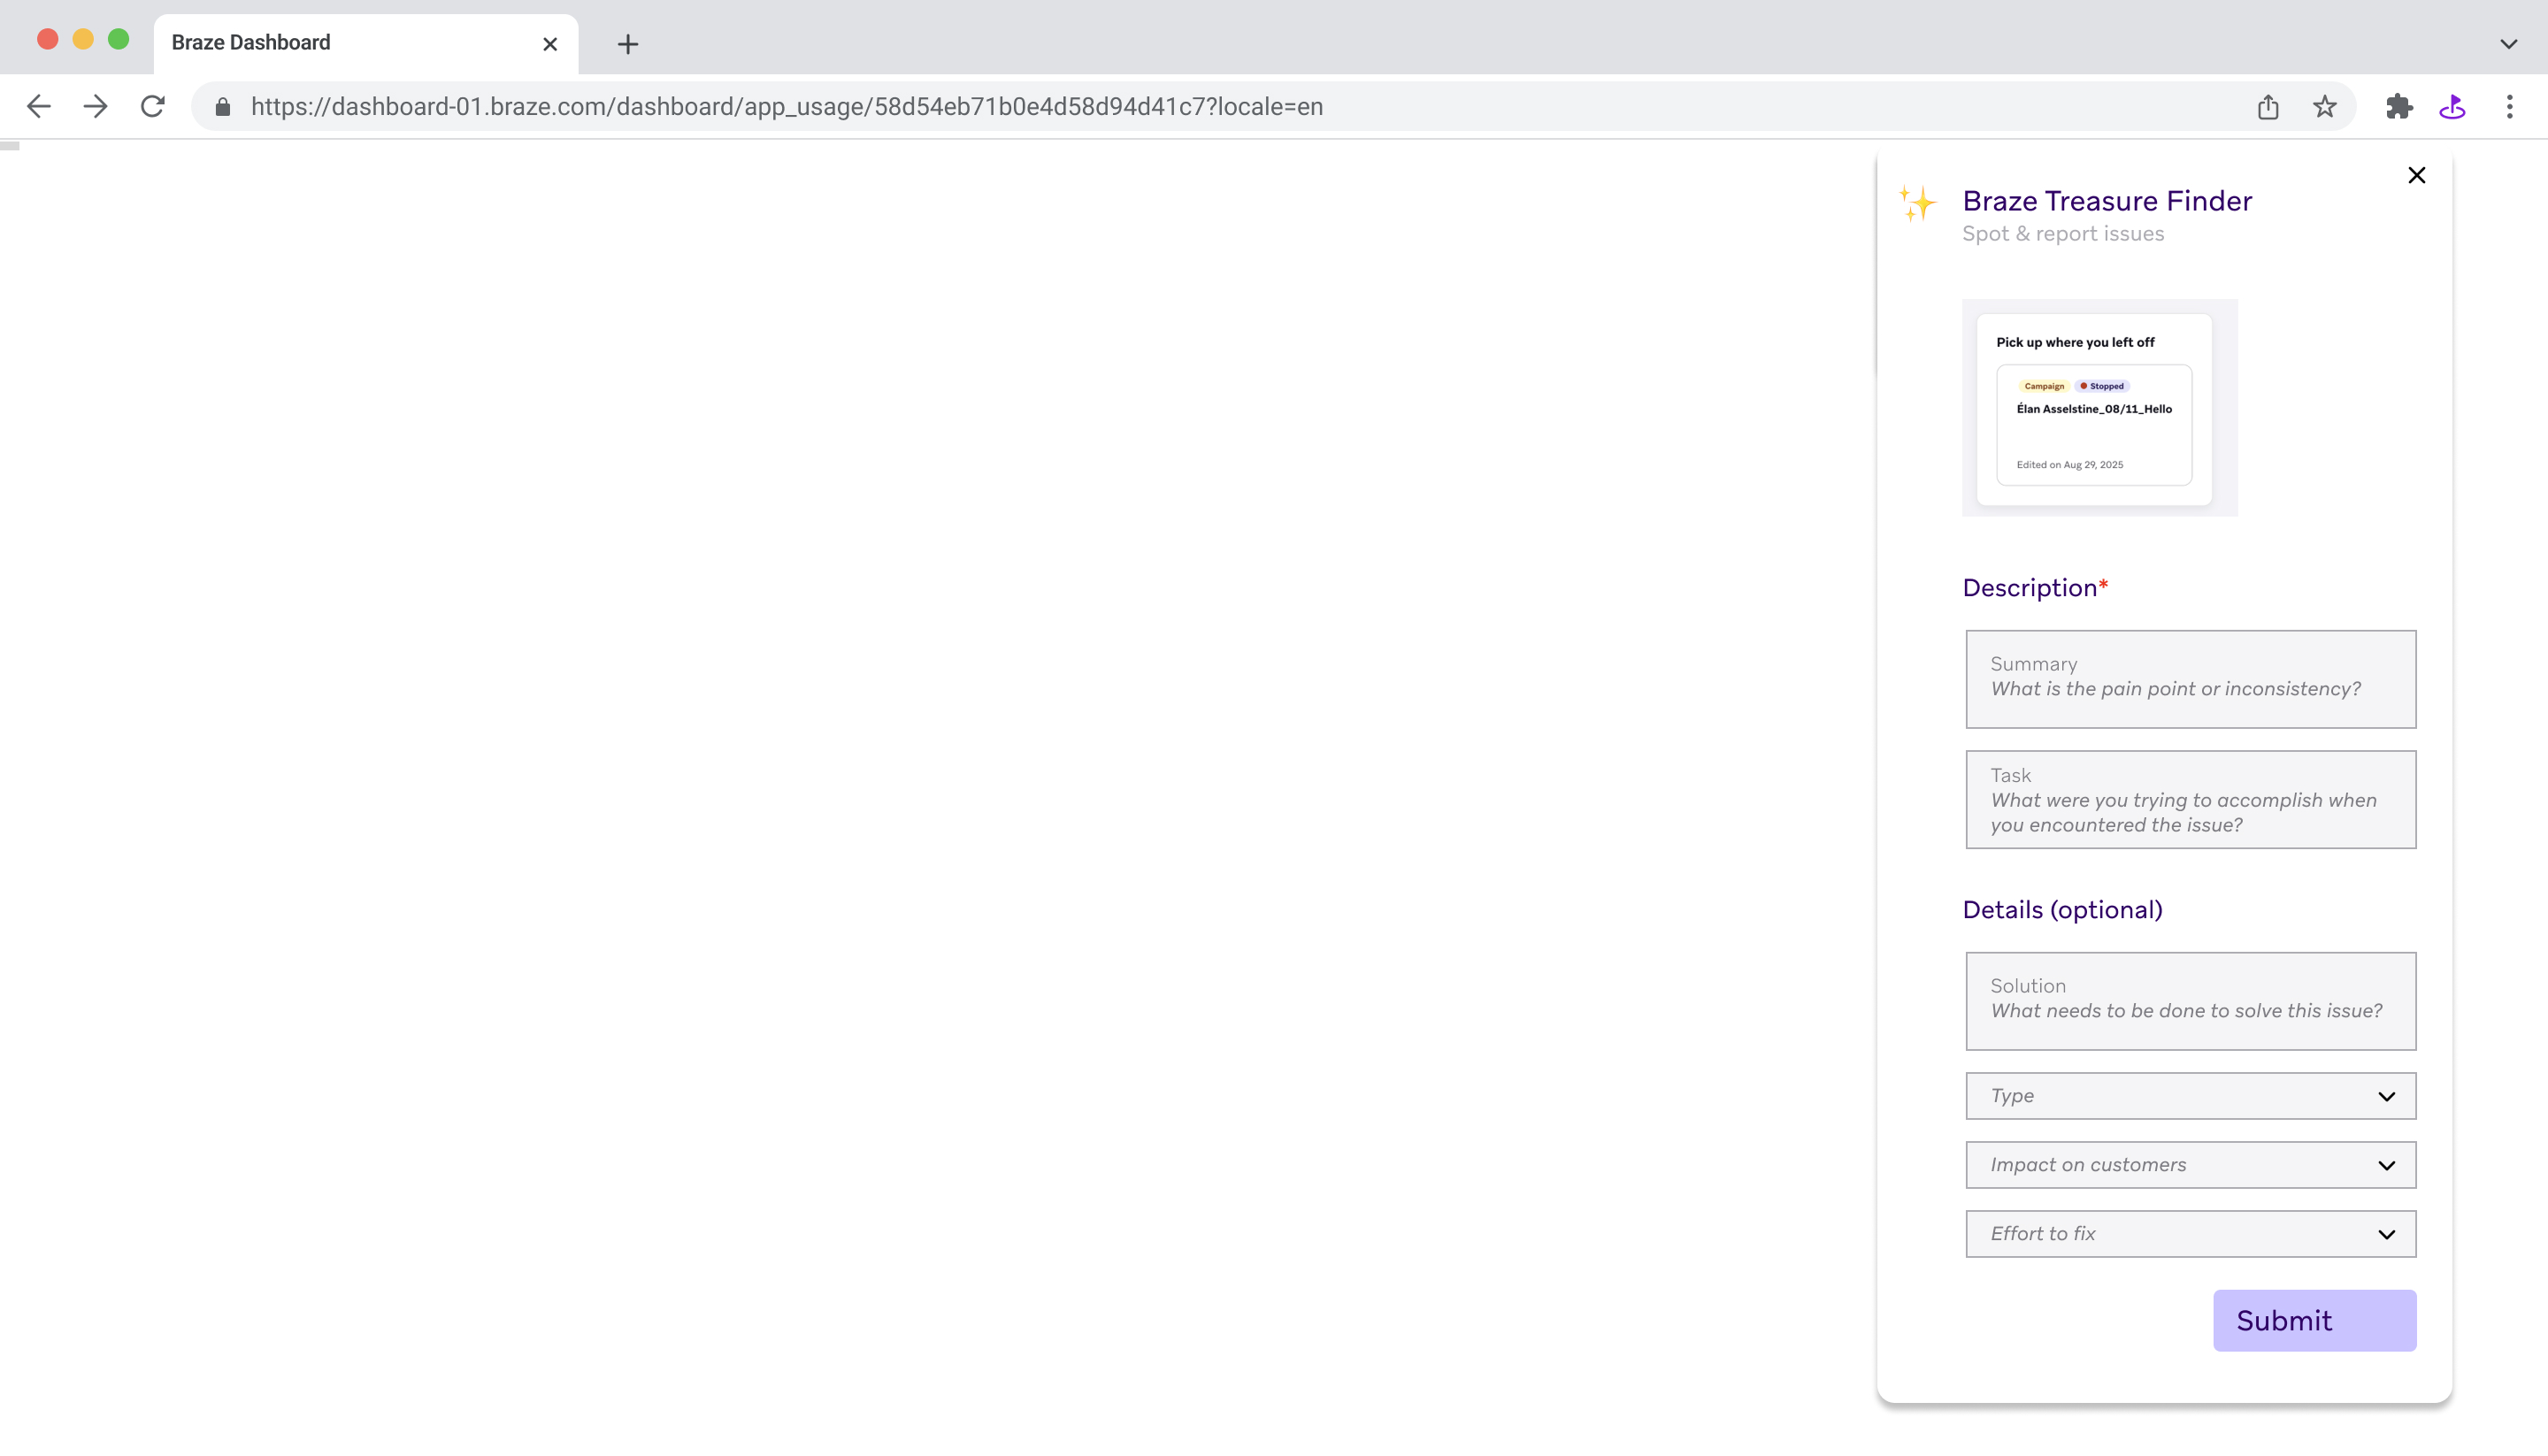 Braze Dashboard
https://dashboard-01.braze.com/dashboard/app_usage/58d54eb71b0e4d58d94d41c7?locale=en
Braze Treasure Finder
Spot & report issues
Pick up where you left off
Campaign Stopped
Élan Asselstine_08/11_Hello
Edited on Aug 29, 2025
Description*
Summary
What is the pain point or inconsistency?
Task
What were you trying to accomplish when
you encountered the issue?
Details (optional)
Solution
What needs to be done to solve this issue?
Type
Impact on customers
Effort to fix
Submit